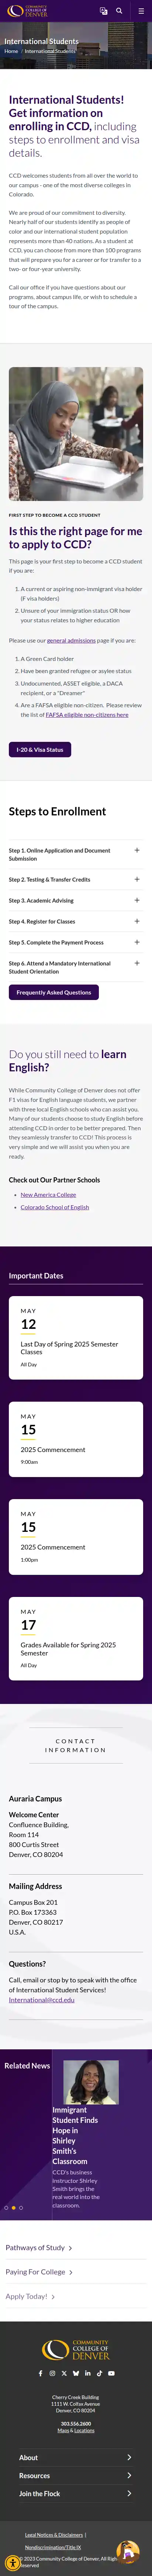 COMMUNITY
COLLEGE OF
DENVER
International Students
Home / International Students
International Students!
Get information on
enrolling in CCD, including
steps to enrollment and visa
details.
CCD welcomes students from all over the world to
our campus - one of the most diverse colleges in
Colorado.
We are proud of our commitment to diversity.
Nearly half of our students identify as people of
color and our international student population
represents more than 40 nations. As a student at
CCD, you can choose from more than 100 programs
that will prepare you for a career or for transfer to a
two- or four-year university.
Call our office if you have questions about our
programs, campus life, or wish to schedule a
tour of the campus.
FIRST STEP TO BECOME A CCD STUDENT
Is this the right page for me
to apply to CCD?
This page is your first step to become a CCD student
if you are:
1. A current or aspiring non-immigrant visa holder
(F visa holders)
2. Unsure of your immigration status OR how
your status relates to higher education
Please use our general admissions page if you are:
1. A Green Card holder
2. Have been granted refugee or asylee status
3. Undocumented, ASSET eligible, a DACA
recipient, or a "Dreamer"
4. Are a FAFSA eligible non-citizen. Please review
the list of FAFSA eligible non-citizens here
I-20 & Visa Status
Steps to Enrollment
Step 1. Online Application and Document
Submission
Step 2. Testing & Transfer Credits
Step 3. Academic Advising
Step 4. Register for Classes
Step 5. Complete the Payment Process
Step 6. Attend a Mandatory International
Student Orientation
Frequently Asked Questions
Do you still need to learn
English?
While Community College of Denver does not offer
F1 visas for English language students, we partner
with three local English schools who can assist
you. Many of our students choose to study English before
attending CCD in order to be better prepared. Then
they complete the transfer to CCD! This process is
very simple and we will assist you when you are
ready.
Check out Our Partner Schools
New America College
Colorado School of English
Important Dates
MAY
12
Last Day of Spring 2025 Semester
Classes
All Day
MAY
15
2025 Commencement
9:00am
MAY
15
2025 Commencement
1:00pm
MAY
17
Grades Available for Spring 2025
Semester
All Day
CONTACT
INFORMATION
Auraria Campus
Welcome Center
Confluence Building,
Room 114
800 Curtis Street
Denver, CO 80204
Mailing Address
Campus Box 201
P.O. Box 173363
Denver, CO 80217
U.S.A.
Questions?
Call, email or stop by to speak with the office
of International Student Services!
International@ccd.edu
Related News
Immigrant
Student Finds
Hope in
Shirley
Smith's
Classroom
CCD's business
instructor Shirley
Smith brings the
real world into the
classroom.
Pathways of Study
Paying For College
Apply Today!
COMMUNITY
COLLEGE OF
DENVER
Cherry Creek Building
1111 W. Colfax Avenue
Denver, CO 80204
303.556.2600
Maps & Locations
About
Resources
Join the Flock
Legal Notices & Disclaimers |
Nondiscrimination/Title IX
© 2023 Community College of Denver, All Rights
Reserved